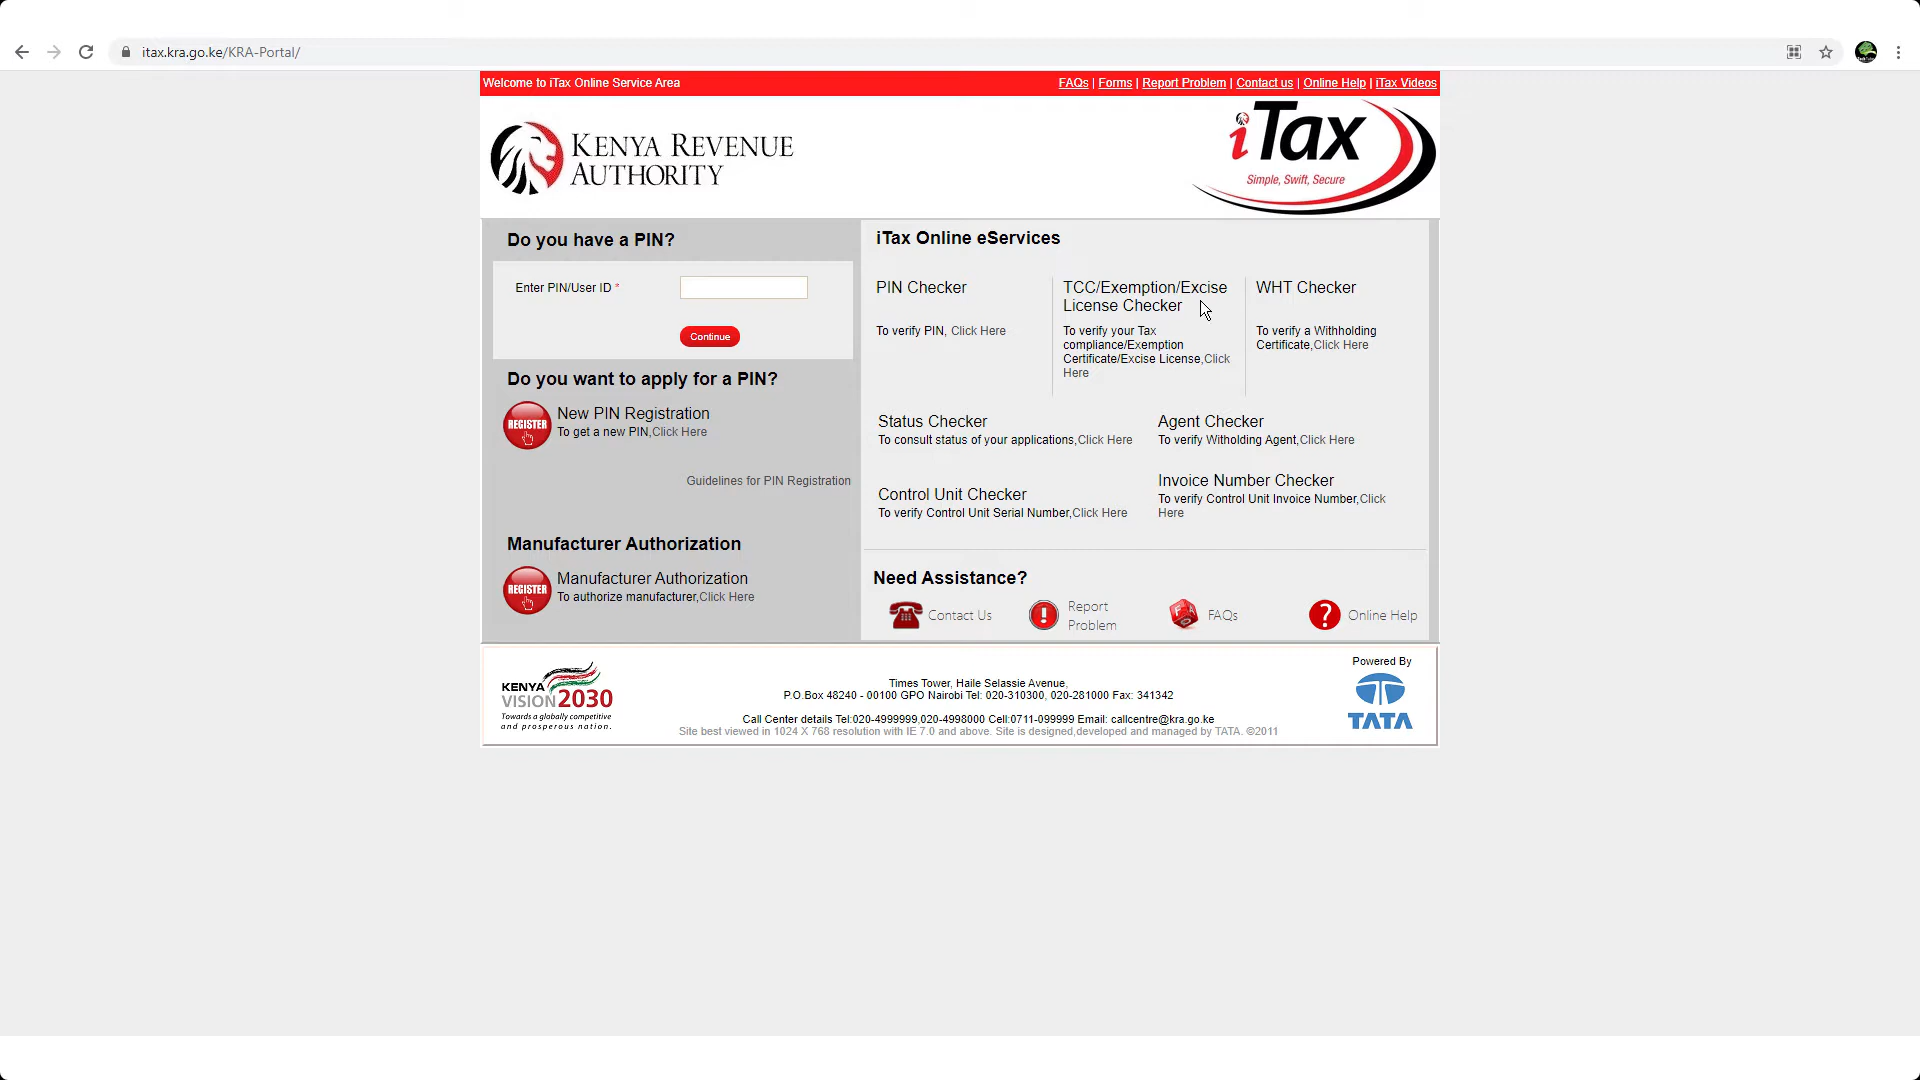 itax.kra.go.ke/KRA-Portal/
Welcome to iTax Online Service Area
FAQs | Forms | Report Problem | Contact us | Online Help | iTax Videos
KENYA REVENUE
AUTHORITY
iTax
Simple, Swift, Secure
Do you have a PIN?
Enter PIN/User ID *
Continue
Do you want to apply for a PIN?
REGISTER
New PIN Registration
To get a new PIN,Click Here
Guidelines for PIN Registration
Manufacturer Authorization
REGISTER
Manufacturer Authorization
To authorize manufacturer,Click Here
iTax Online eServices
PIN Checker
To verify PIN, Click Here
TCC/Exemption/Excise
License Checker
To verify your Tax
compliance/Exemption
Certificate/Excise License,Click
Here
WHT Checker
To verify a Withholding
Certificate,Click Here
Status Checker
To consult status of your applications,Click Here
Agent Checker
To verify Witholding Agent,Click Here
Control Unit Checker
To verify Control Unit Serial Number,Click Here
Invoice Number Checker
To verify Control Unit Invoice Number,Click
Here
Need Assistance?
Contact Us
Report
Problem
FAQs
Online Help
KENYA
VISION 2030
Towards a globally competitive
and prosperous nation.
Times Tower, Haile Selassie Avenue,
P.O.Box 48240 - 00100 GPO Nairobi Tel: 020-310300, 020-281000 Fax: 341342
Call Center details Tel:020-4999999,020-4998000 Cell:0711-099999 Email: callcentre@kra.go.ke
Site best viewed in 1024 X 768 resolution with IE 7.0 and above. Site is designed,developed and managed by TATA. ©2011
Powered By
TATA